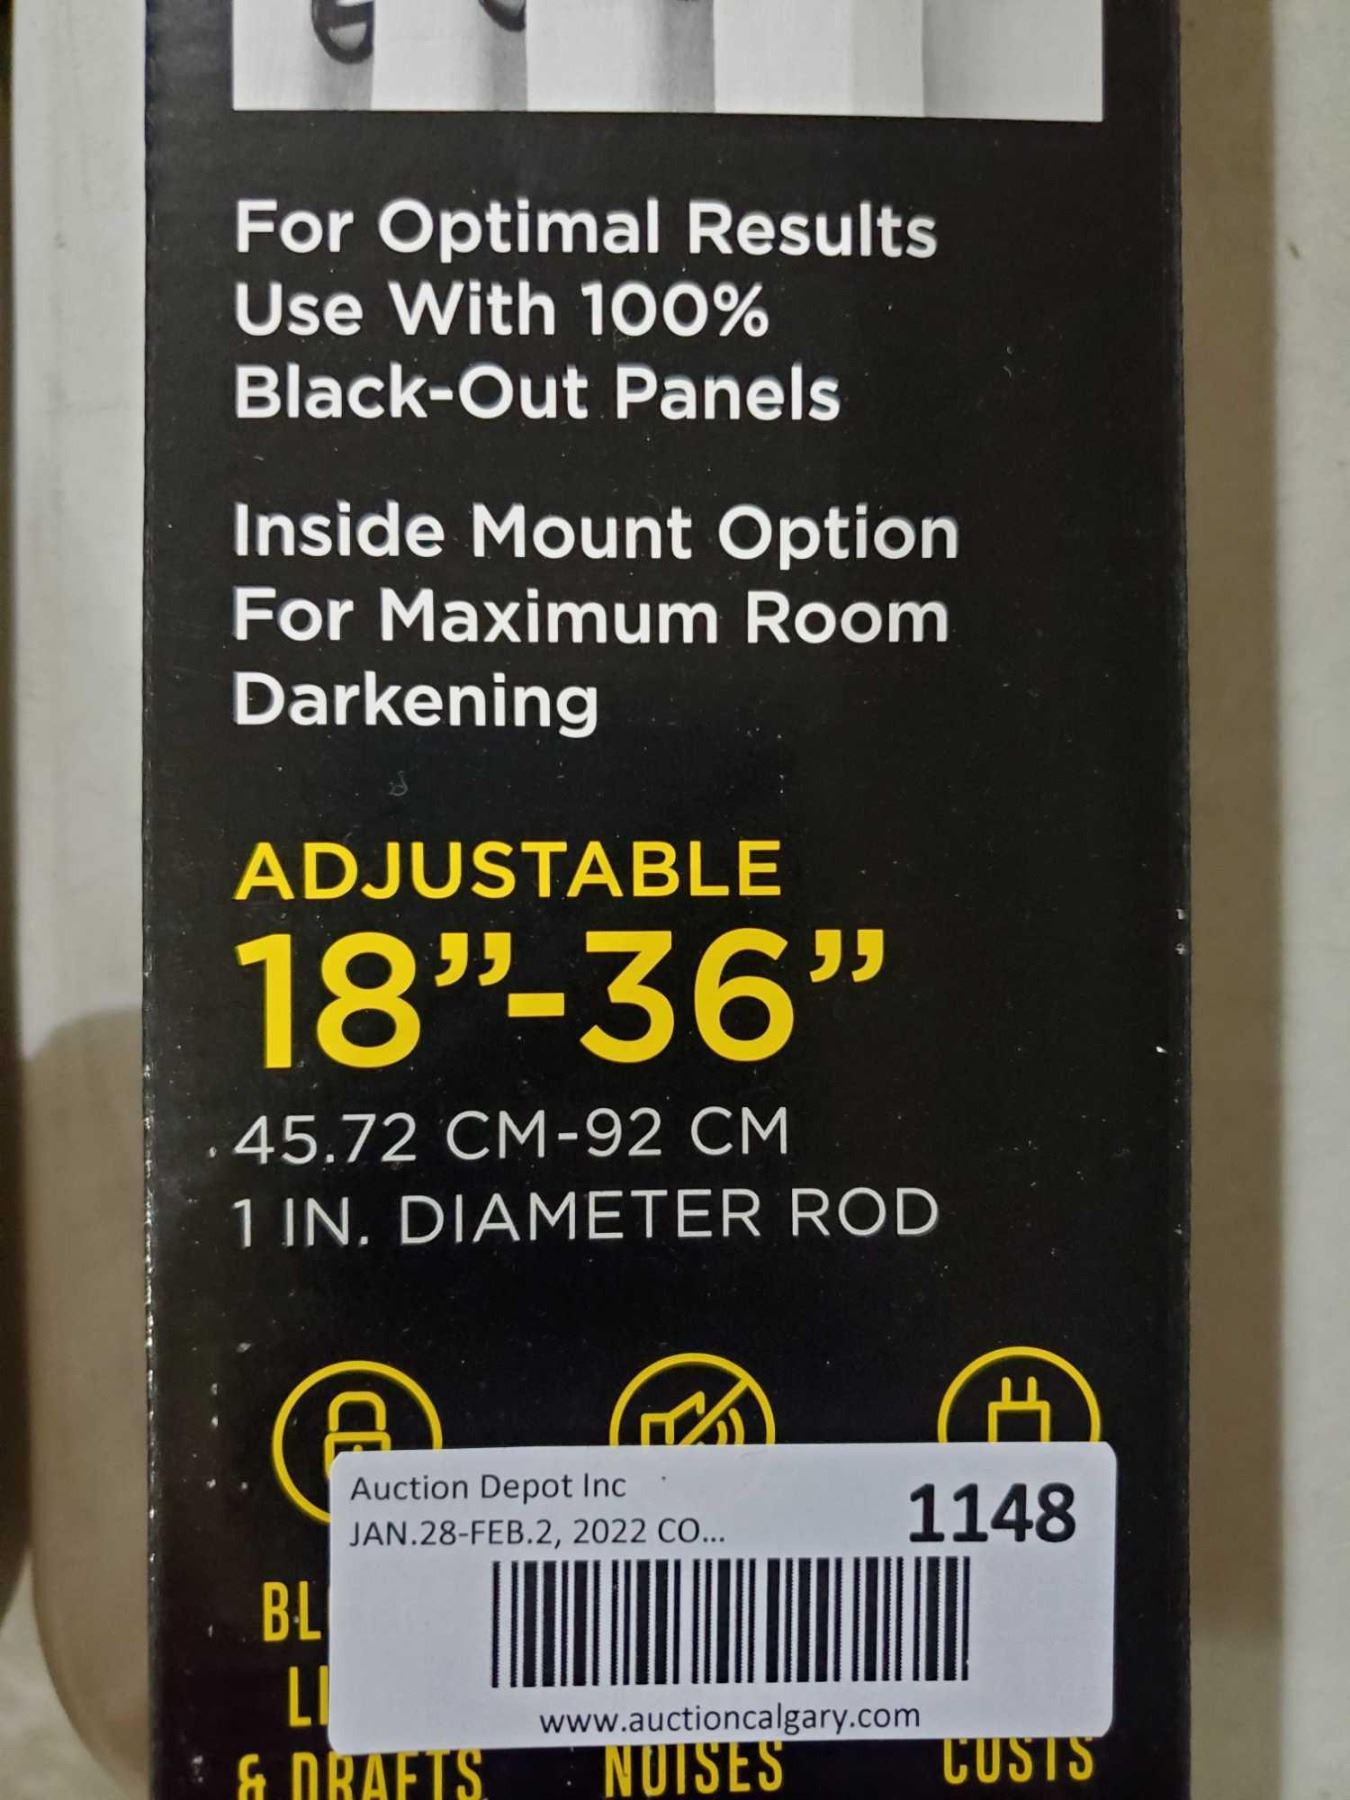 For Optimal Results
Use With 100%
Black-Out Panels
Inside Mount Option
For Maximum Room
Darkening
ADJUSTABLE
18”-36”
45.72 CM-92 CM
1 IN. DIAMETER ROD
Auction Depot Inc
1148
JAN.28-FEB.2, 2022 CO...
www.auctioncalgary.com
& DRAFTS
NOISES
COSTS